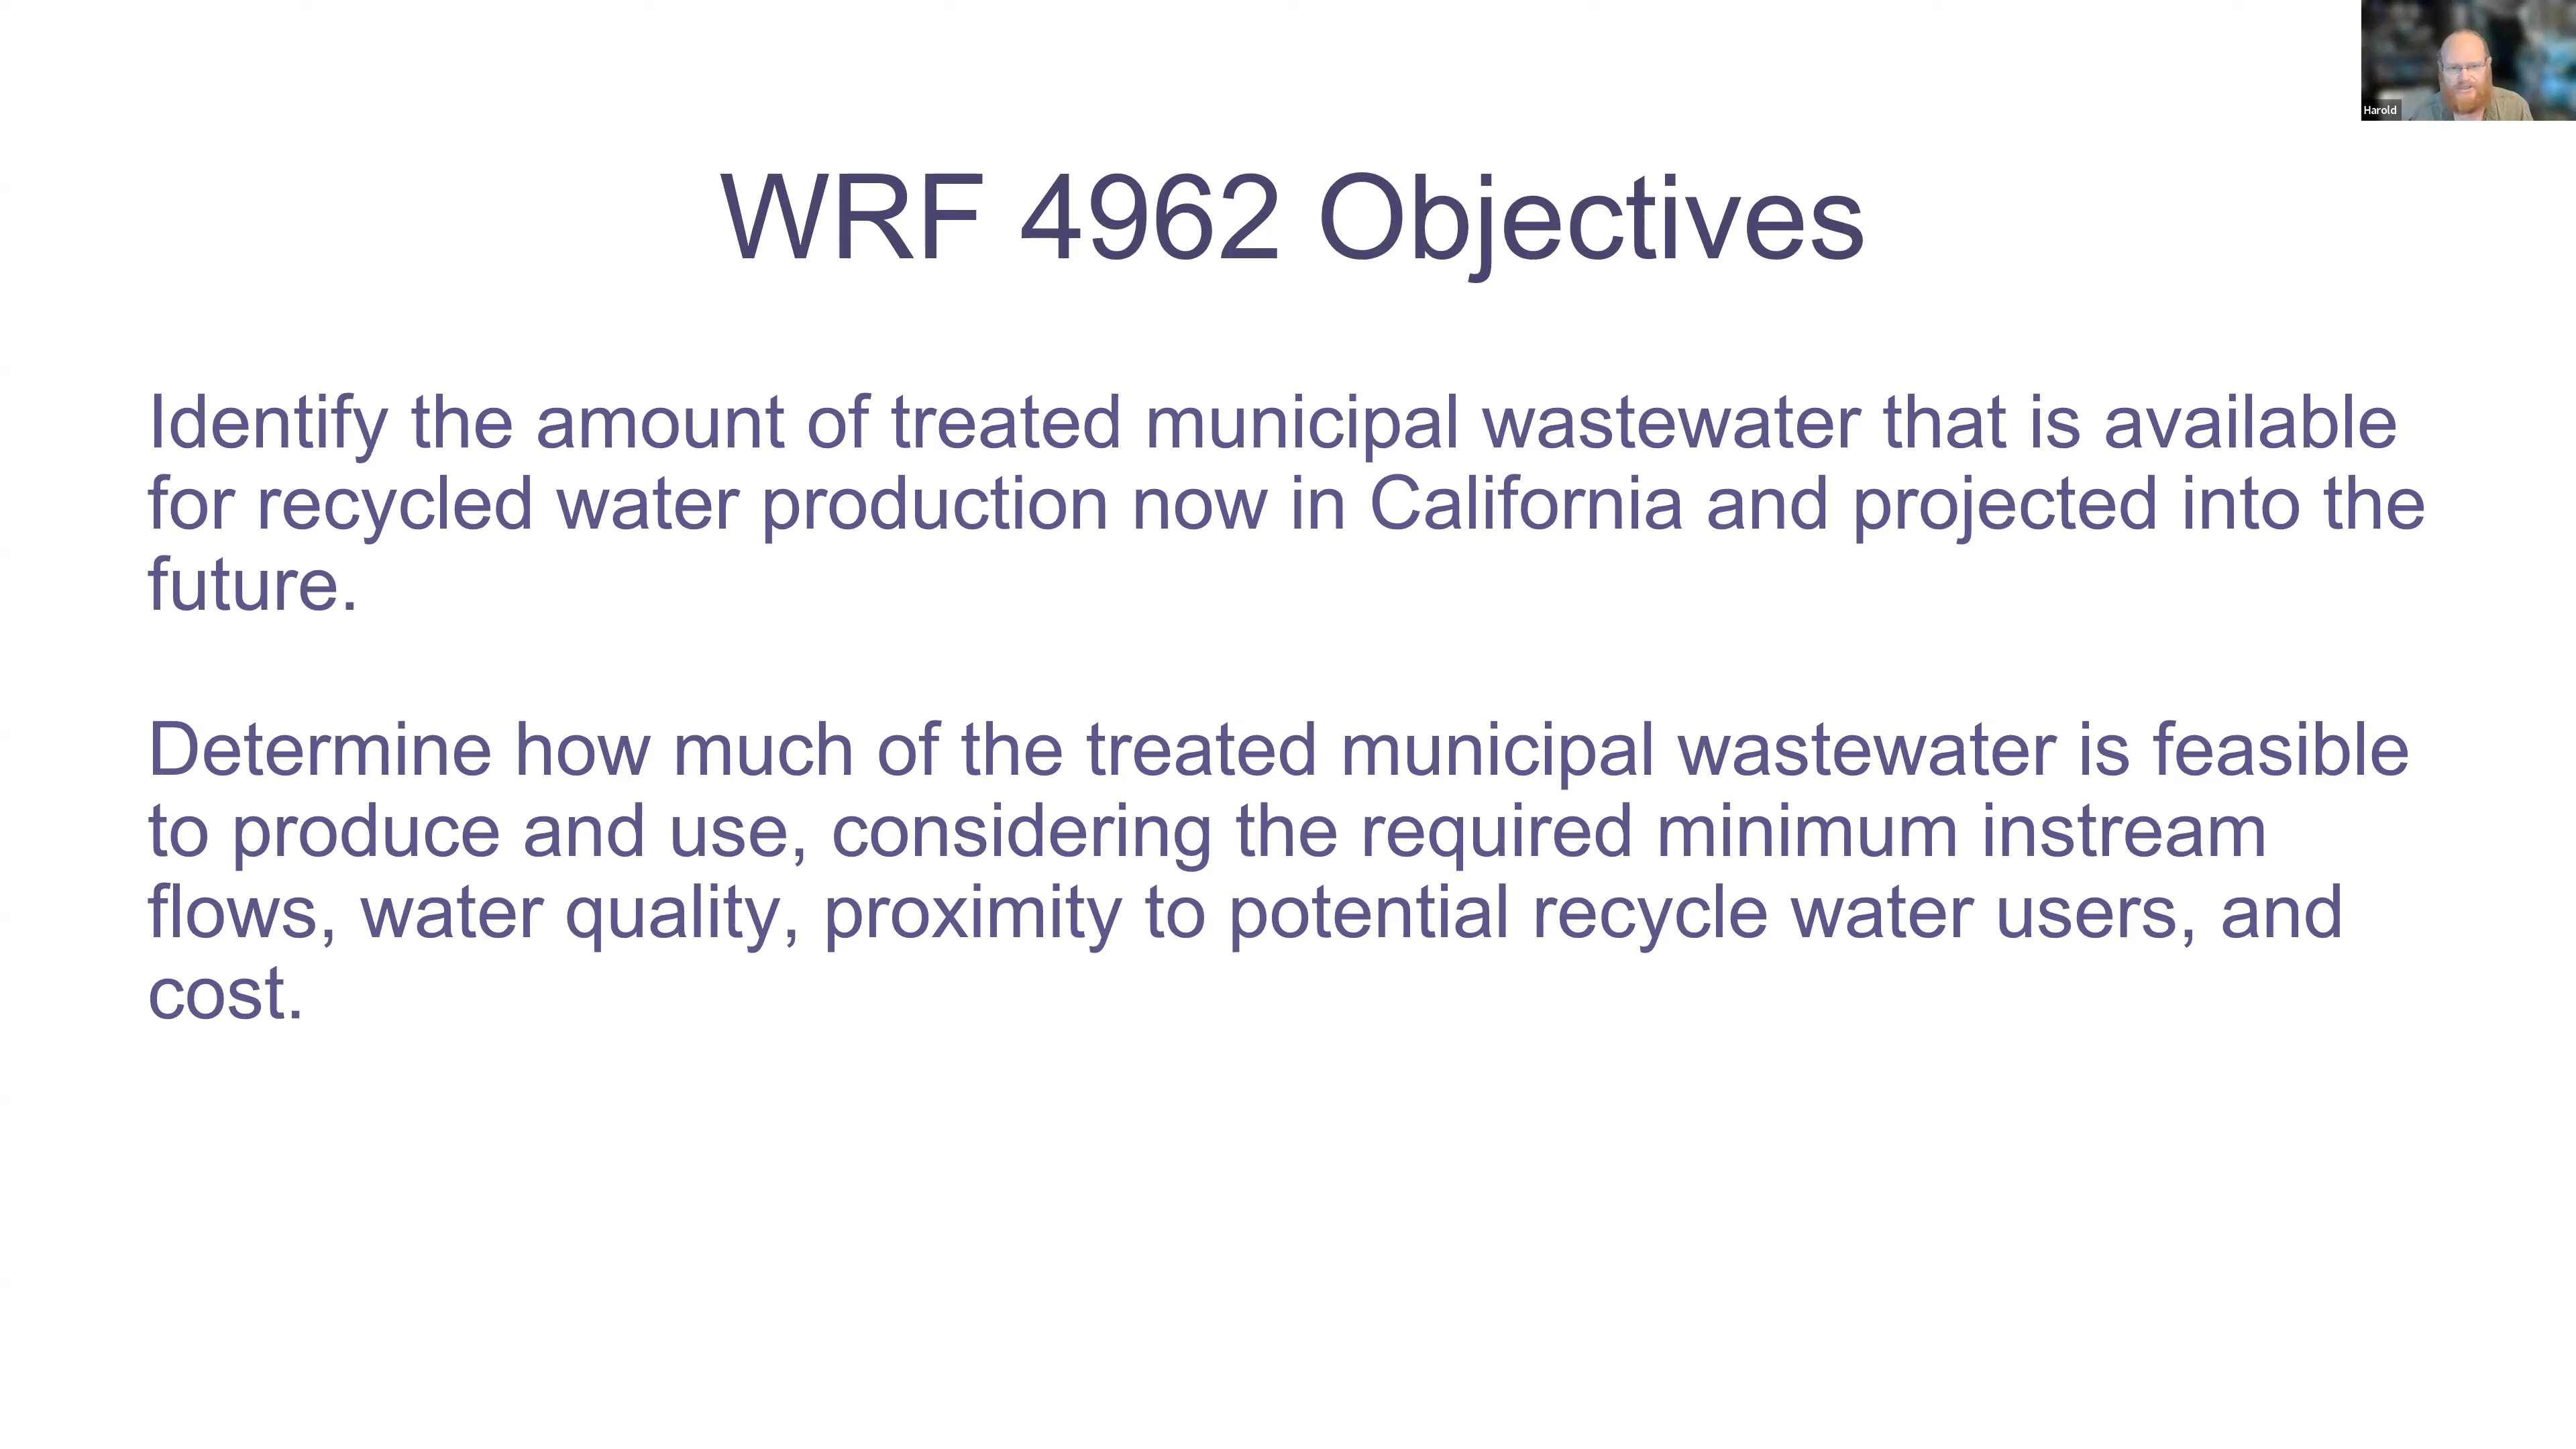 Harold
WRF 4962 Objectives
Identify the amount of treated municipal wastewater that is available
for recycled water production now in California and projected into the
future.
Determine how much of the treated municipal wastewater is feasible
to produce and use, considering the required minimum instream
flows, water quality, proximity to potential recycle water users, and
cost.